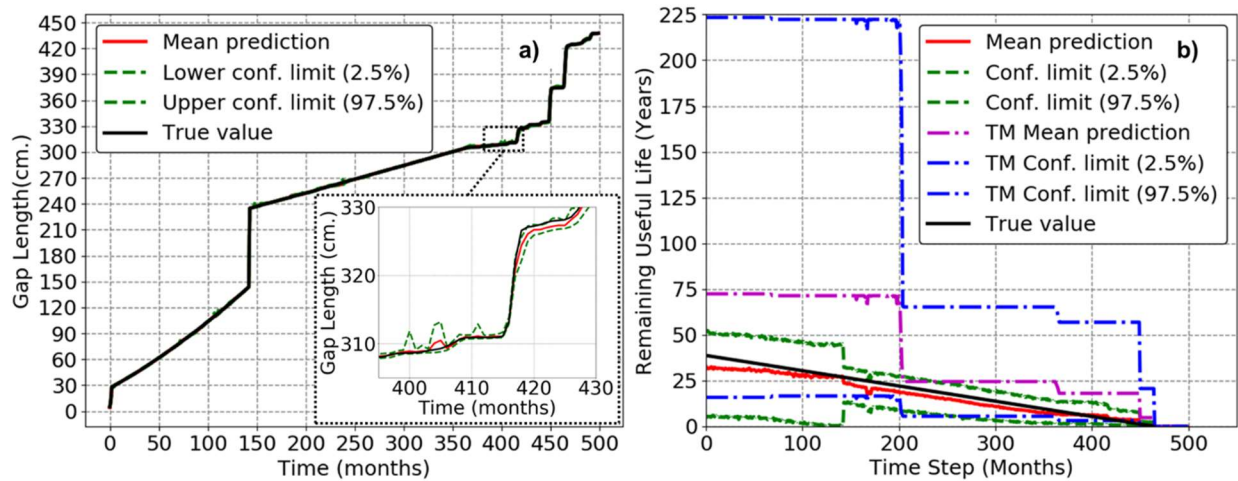 a)
Mean prediction
Lower conf. limit (2.5%)
Upper conf. limit (97.5%)
True value
Gap Length(cm.)
450
420
390
360
330
300
270
240
210
180
150
120
90
60
30
0
0 50 100 150 200 250 300 350 400 450 500
Time (months)
Gap Length (cm.)
330
320
310
400 410 420 430
Time (months)
b)
Mean prediction
Conf. limit (2.5%)
Conf. limit (97.5%)
TM Mean prediction
TM Conf. limit (2.5%)
TM Conf. limit (97.5%)
True value
Remaining Useful Life (Years)
225
200
175
150
125
100
75
50
25
0
0 100 200 300 400 500
Time Step (Months)